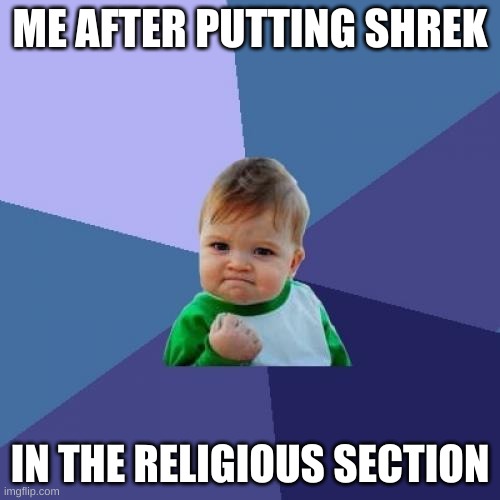 ME AFTER PUTTING SHREK
IN THE RELIGIOUS SECTION
imgflip.com